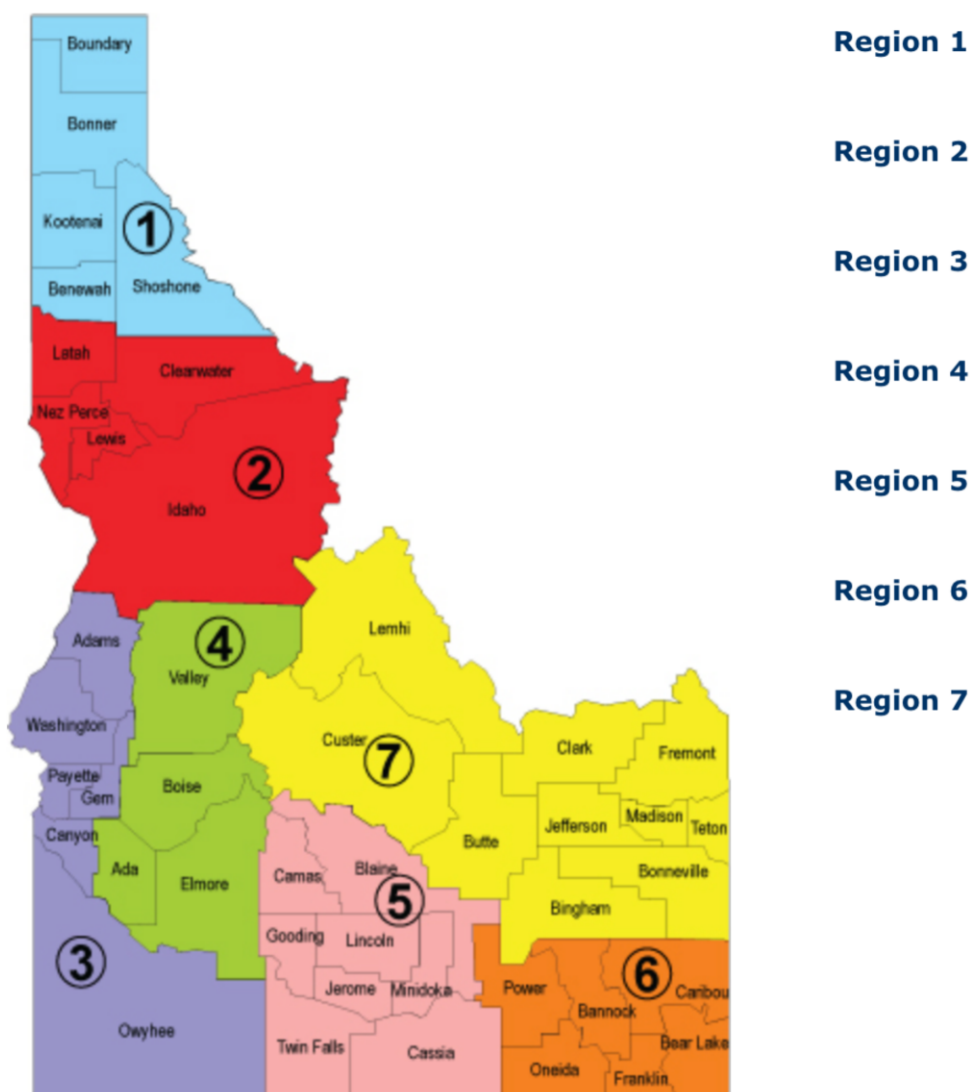 Boundary
Region 1
Bonner
Region 2
Kootenai
1
Region 3
Benewah
Shoshone
Latah
Clearwater
Region 4
Nez Perce
Lewis
2
Region 5
Idaho
Region 6
Adams
4
Lemhi
Valley
Region 7
Washington
Custer
7
Clark
Fremont
Payette
Gem
Boise
Canyon
Jefferson
Madison
Teton
Butte
Ada
Elmore
Camas
Blaine
5
Bonneville
Bingham
Gooding
Lincoln
3
6
Jerome
Minidoka
Power
Caribou
Bannock
Owyhee
Twin Falls
Cassia
Bear Lake
Oneida
Franklin